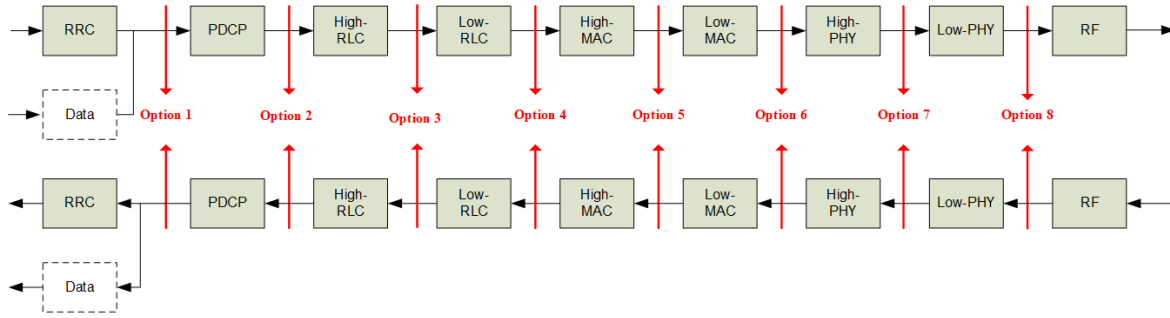 RRC
PDCP
High-
RLC
Low-
RLC
High-
MAC
Low-
MAC
High-
PHY
Low-PHY
RF
Data
Option 1
Option 2
Option 3
Option 4
Option 5
Option 6
Option 7
Option 8
RRC
PDCP
High-
RLC
Low-
RLC
High-
MAC
Low-
MAC
High-
PHY
Low-PHY
RF
Data